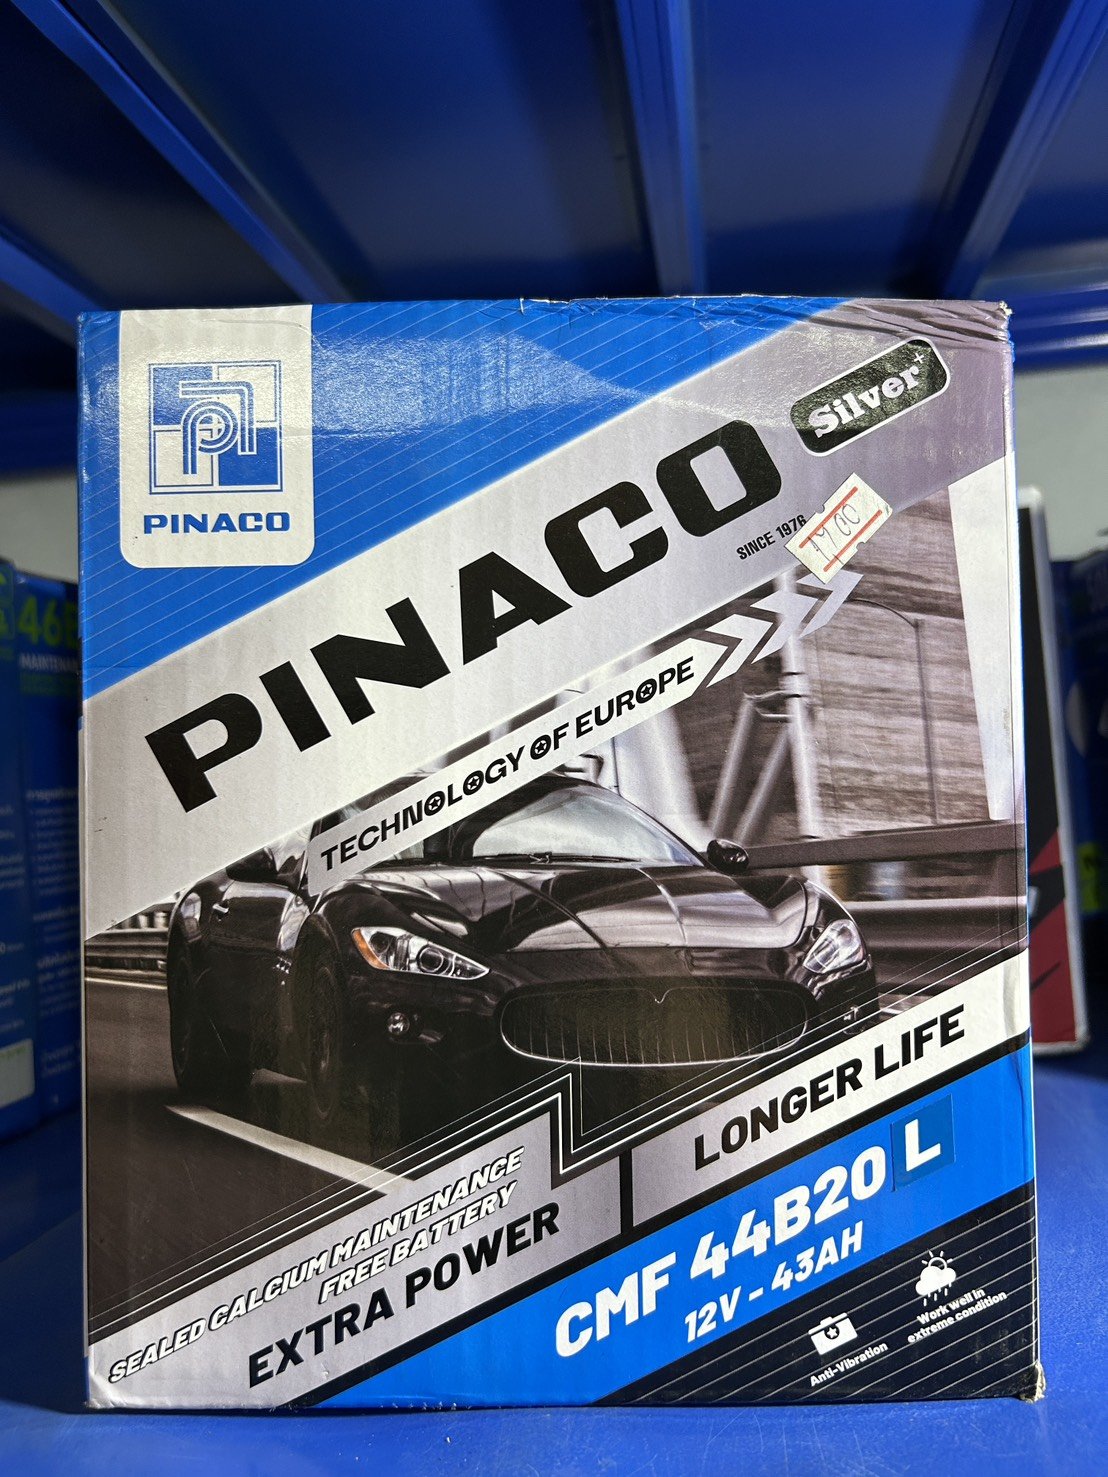 PINACO
Silver+
PINACO
SINCE 1976
1700
TECHNOLOGY OF EUROPE
LONGER LIFE
SEALED CALCIUM MAINTENANCE
FREE BATTERY
EXTRA POWER
CMF 44B20 L
12V - 43AH
Work well in
extreme condition
Anti-Vibration
46B